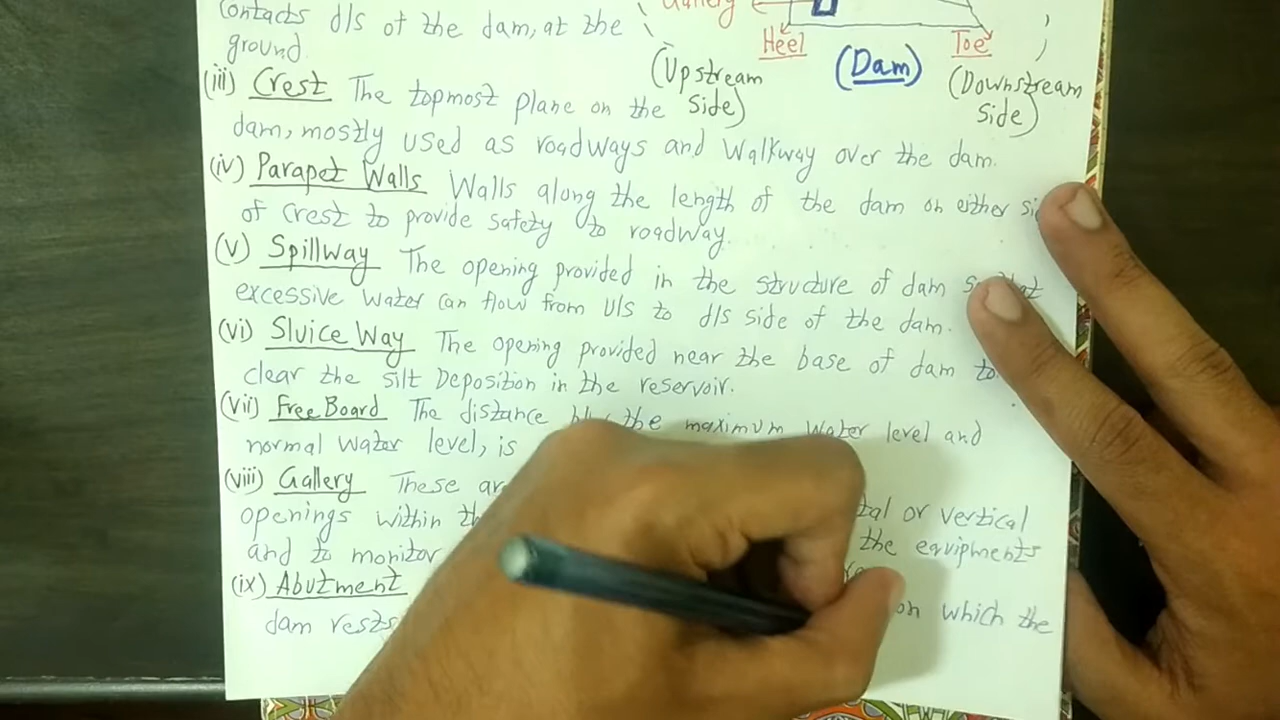 Gallery
contacts d/s of the dam, at the
ground.
Heel
Toe
(Upstream
Side)
(Dam)
(Downstream
Side)
(iii) Crest The topmost plane on the
dam, mostly used as roadways and Walkway over the dam.
(iv) Parapet Walls Walls along the length of the dam on either
of crest to provide safety to roadway.
(v) Spillway The opening provided in the structure of dam
excessive water can flow from U/s to d/s side of the dam.
(vi) Sluice Way The opening provided near the base of dam to
clear the silt Deposition in the reservoir.
(vii) Free Board The distance the maximum water level and
normal water level, is
(viii) Gallery These or vertical
openings within the equipments
and to monitor
(ix) Abutment on which the
dam rests